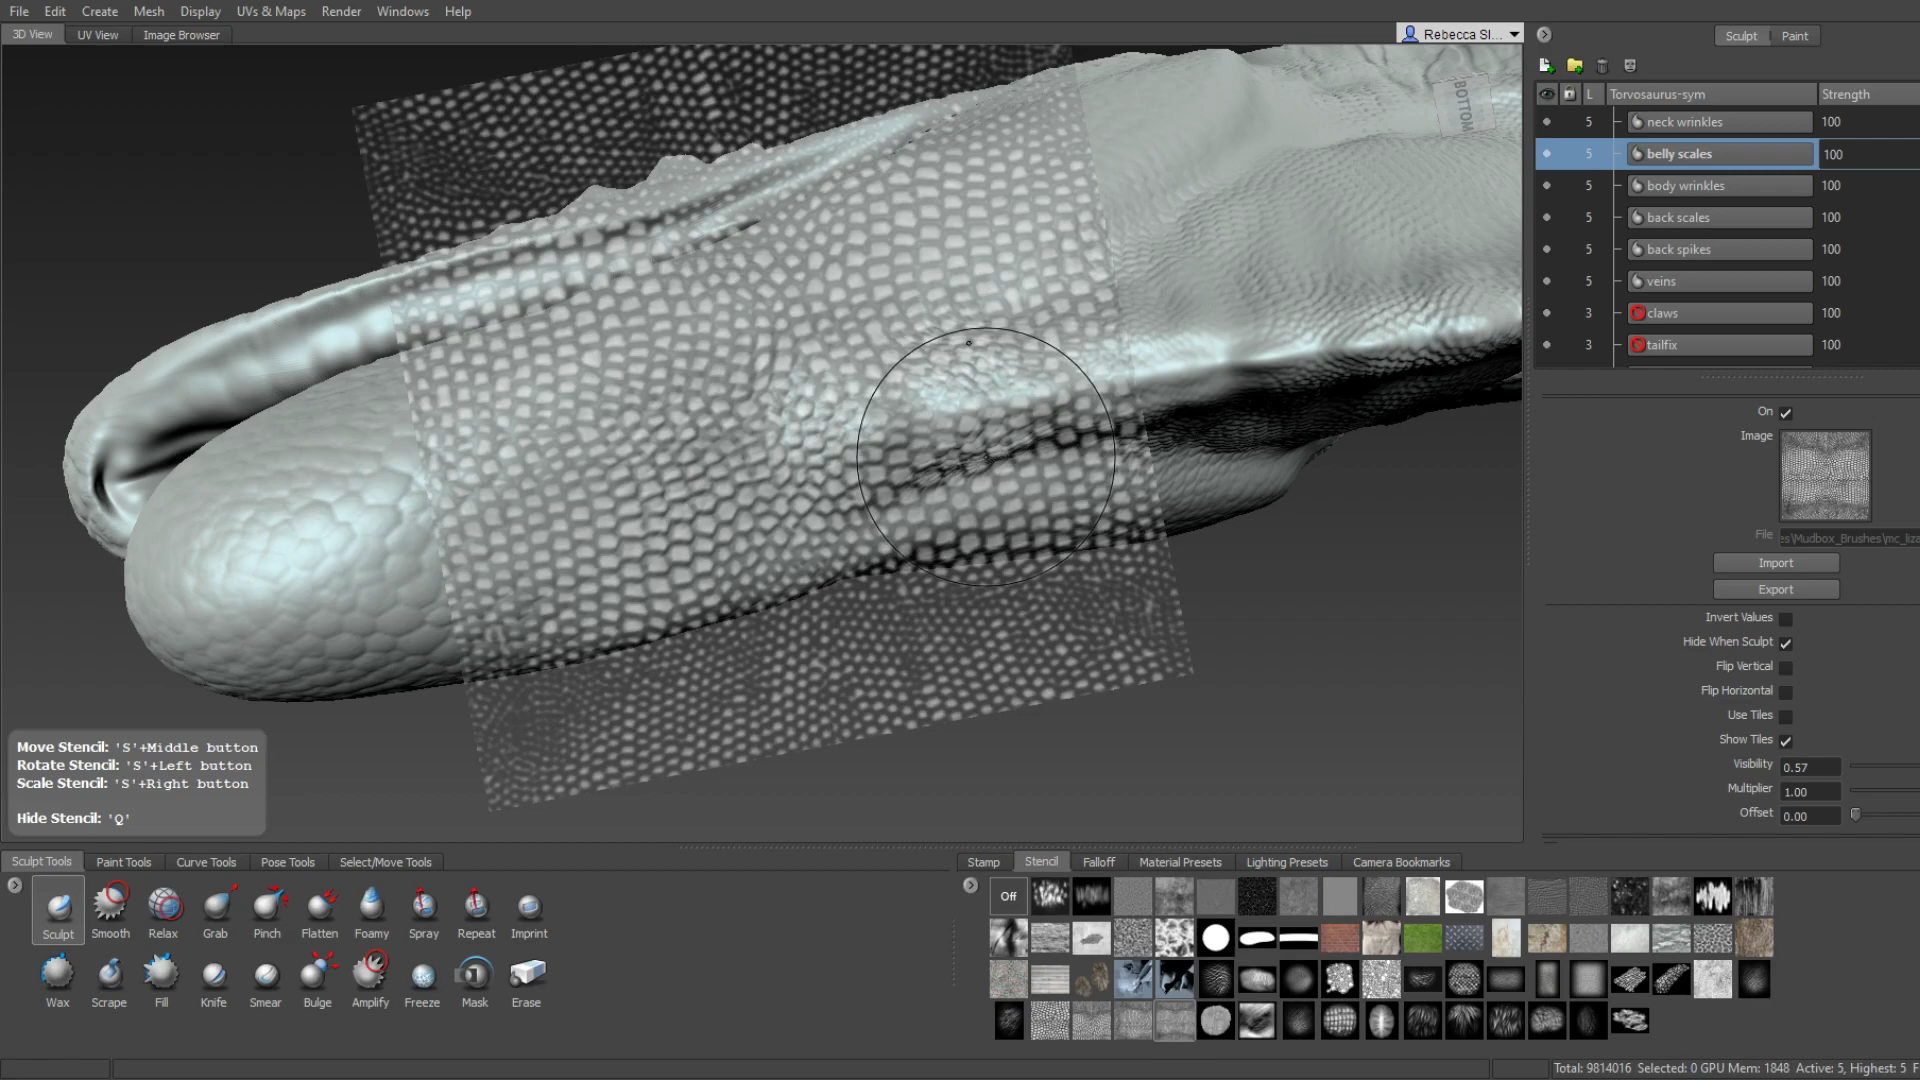 File Edit Create Mesh Display UVs & Maps Render Windows Help
3D View UV View Image Browser
Rebecca Sl...
Sculpt Paint
L Torvosaurus-sym Strength
5 neck wrinkles 100
5 belly scales 100
5 body wrinkles 100
5 back scales 100
5 back spikes 100
5 veins 100
3 claws 100
3 tailfix 100
BOTTOM
On
Image
File es\Mudbox_Brushes\mc_liza
Import
Export
Invert Values
Hide When Sculpt
Flip Vertical
Flip Horizontal
Use Tiles
Show Tiles
Visibility 0.57
Multiplier 1.00
Offset 0.00
Move Stencil: 'S'+Middle button
Rotate Stencil: 'S'+Left button
Scale Stencil: 'S'+Right button
Hide Stencil: 'Q'
Sculpt Tools Paint Tools Curve Tools Pose Tools Select/Move Tools
Sculpt Smooth Relax Grab Pinch Flatten Foamy Spray Repeat Imprint
Wax Scrape Fill Knife Smear Bulge Amplify Freeze Mask Erase
Stamp Stencil Falloff Material Presets Lighting Presets Camera Bookmarks
Off
Total: 9814016 Selected: 0 GPU Mem: 1848 Active: 5, Highest: 5 F